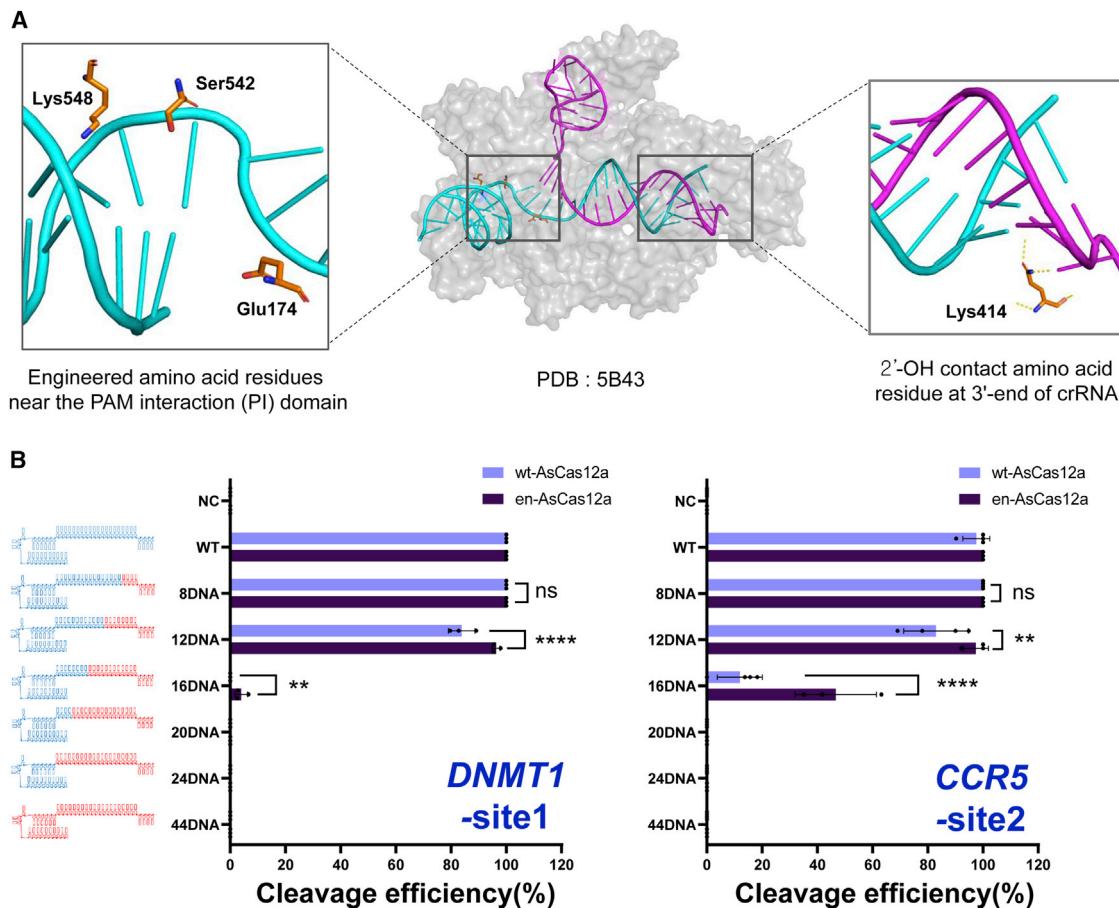 A
Lys548
Ser542
Glu174
Lys414
Engineered amino acid residues
near the PAM interaction (PI) domain
PDB : 5B43
2'-OH contact amino acid
residue at 3'-end of crRNA
B
wt-AsCas12a
en-AsCas12a
NC
WT
8DNA
ns
12DNA
****
16DNA
**
20DNA
24DNA
44DNA
DNMT1
-site1
0 20 40 60 80 100 120
Cleavage efficiency(%)
wt-AsCas12a
en-AsCas12a
NC
WT
8DNA
ns
12DNA
**
16DNA
****
20DNA
24DNA
44DNA
CCR5
-site2
0 20 40 60 80 100 120
Cleavage efficiency(%)